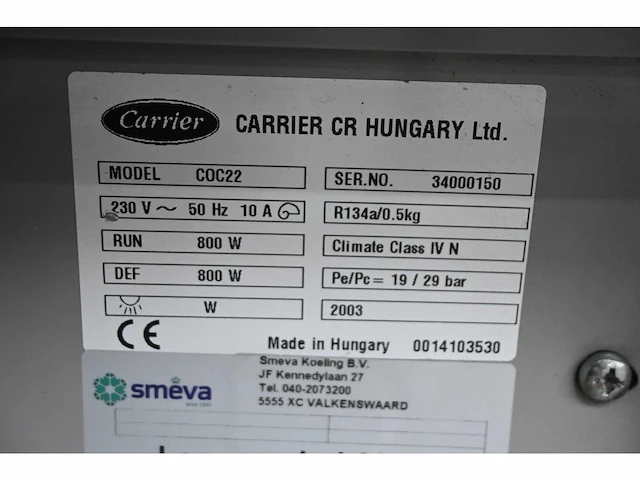 Carrier CARRIER CR HUNGARY Ltd.
MODEL COC22 SER.NO. 34000150
230 V ~ 50 Hz 10 A R134a/0.5kg
RUN 800 W Climate Class IV N
DEF 800 W Pe/Pc= 19 / 29 bar
W 2003
CE Made in Hungary 0014103530
Smeva Koeling B.V.
JF Kennedylaan 27
Tel. 040-2073200
5555 XC VALKENSWAARD
smeva